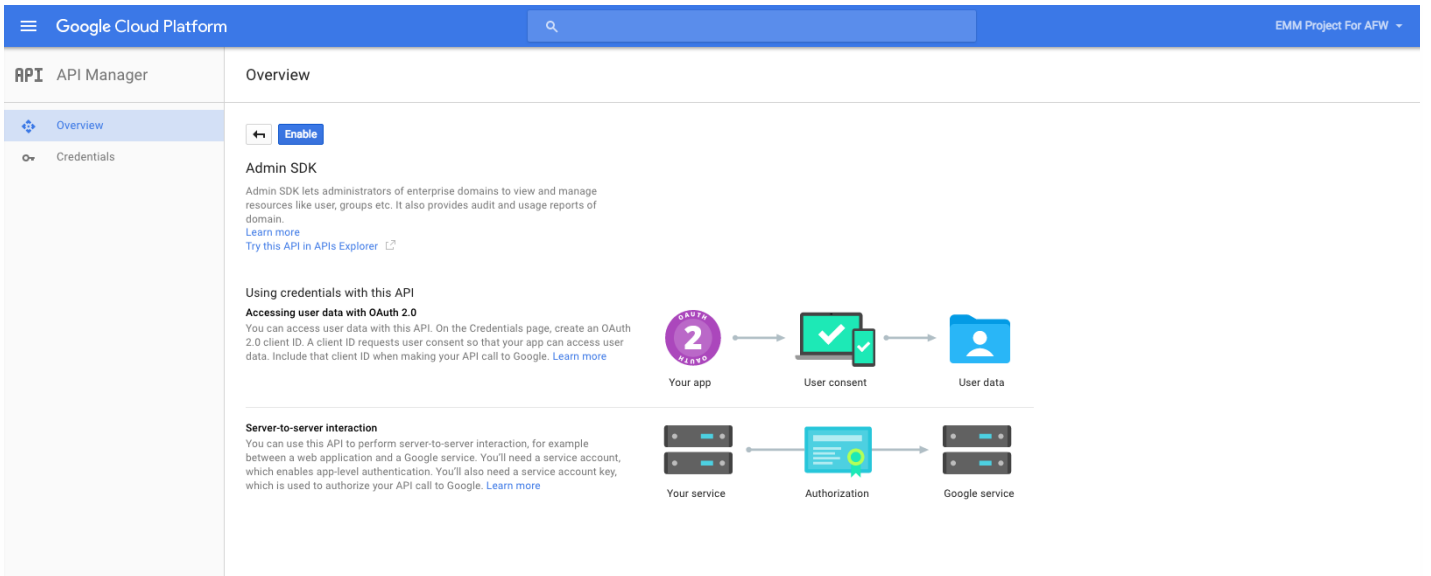 Google Cloud Platform
EMM Project For AFW
API API Manager
Overview
Overview
Credentials
Enable
Admin SDK
Admin SDK lets administrators of enterprise domains to view and manage
resources like user, groups etc. It also provides audit and usage reports of
domain.
Learn more
Try this API in APIs Explorer
Using credentials with this API
Accessing user data with OAuth 2.0
You can access user data with this API. On the Credentials page, create an OAuth
2.0 client ID. A client ID requests user consent so that your app can access user
data. Include that client ID when making your API call to Google. Learn more
OAUTH
2
OAUTH
Your app
User consent
User data
Server-to-server interaction
You can use this API to perform server-to-server interaction, for example
between a web application and a Google service. You'll need a service account,
which enables app-level authentication. You'll also need a service account key,
which is used to authorize your API call to Google. Learn more
Your service
Authorization
Google service